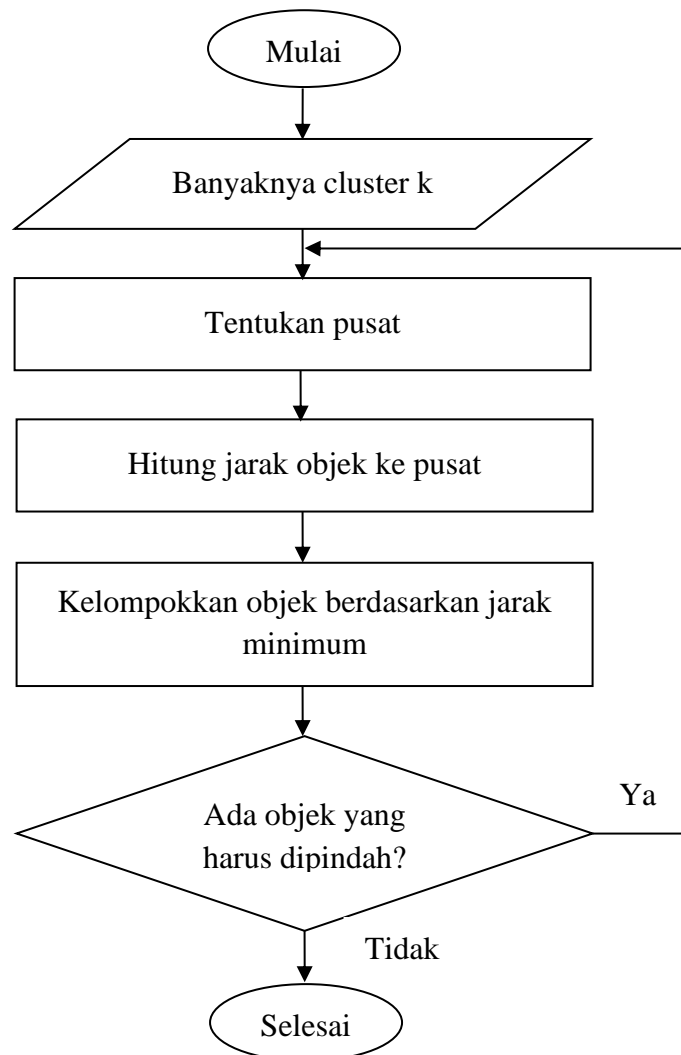 Mulai
Banyaknya cluster k
Tentukan pusat
Hitung jarak objek ke pusat
Kelompokkan objek berdasarkan jarak
minimum
Ya
Ada objek yang
harus dipindah?
Tidak
Selesai